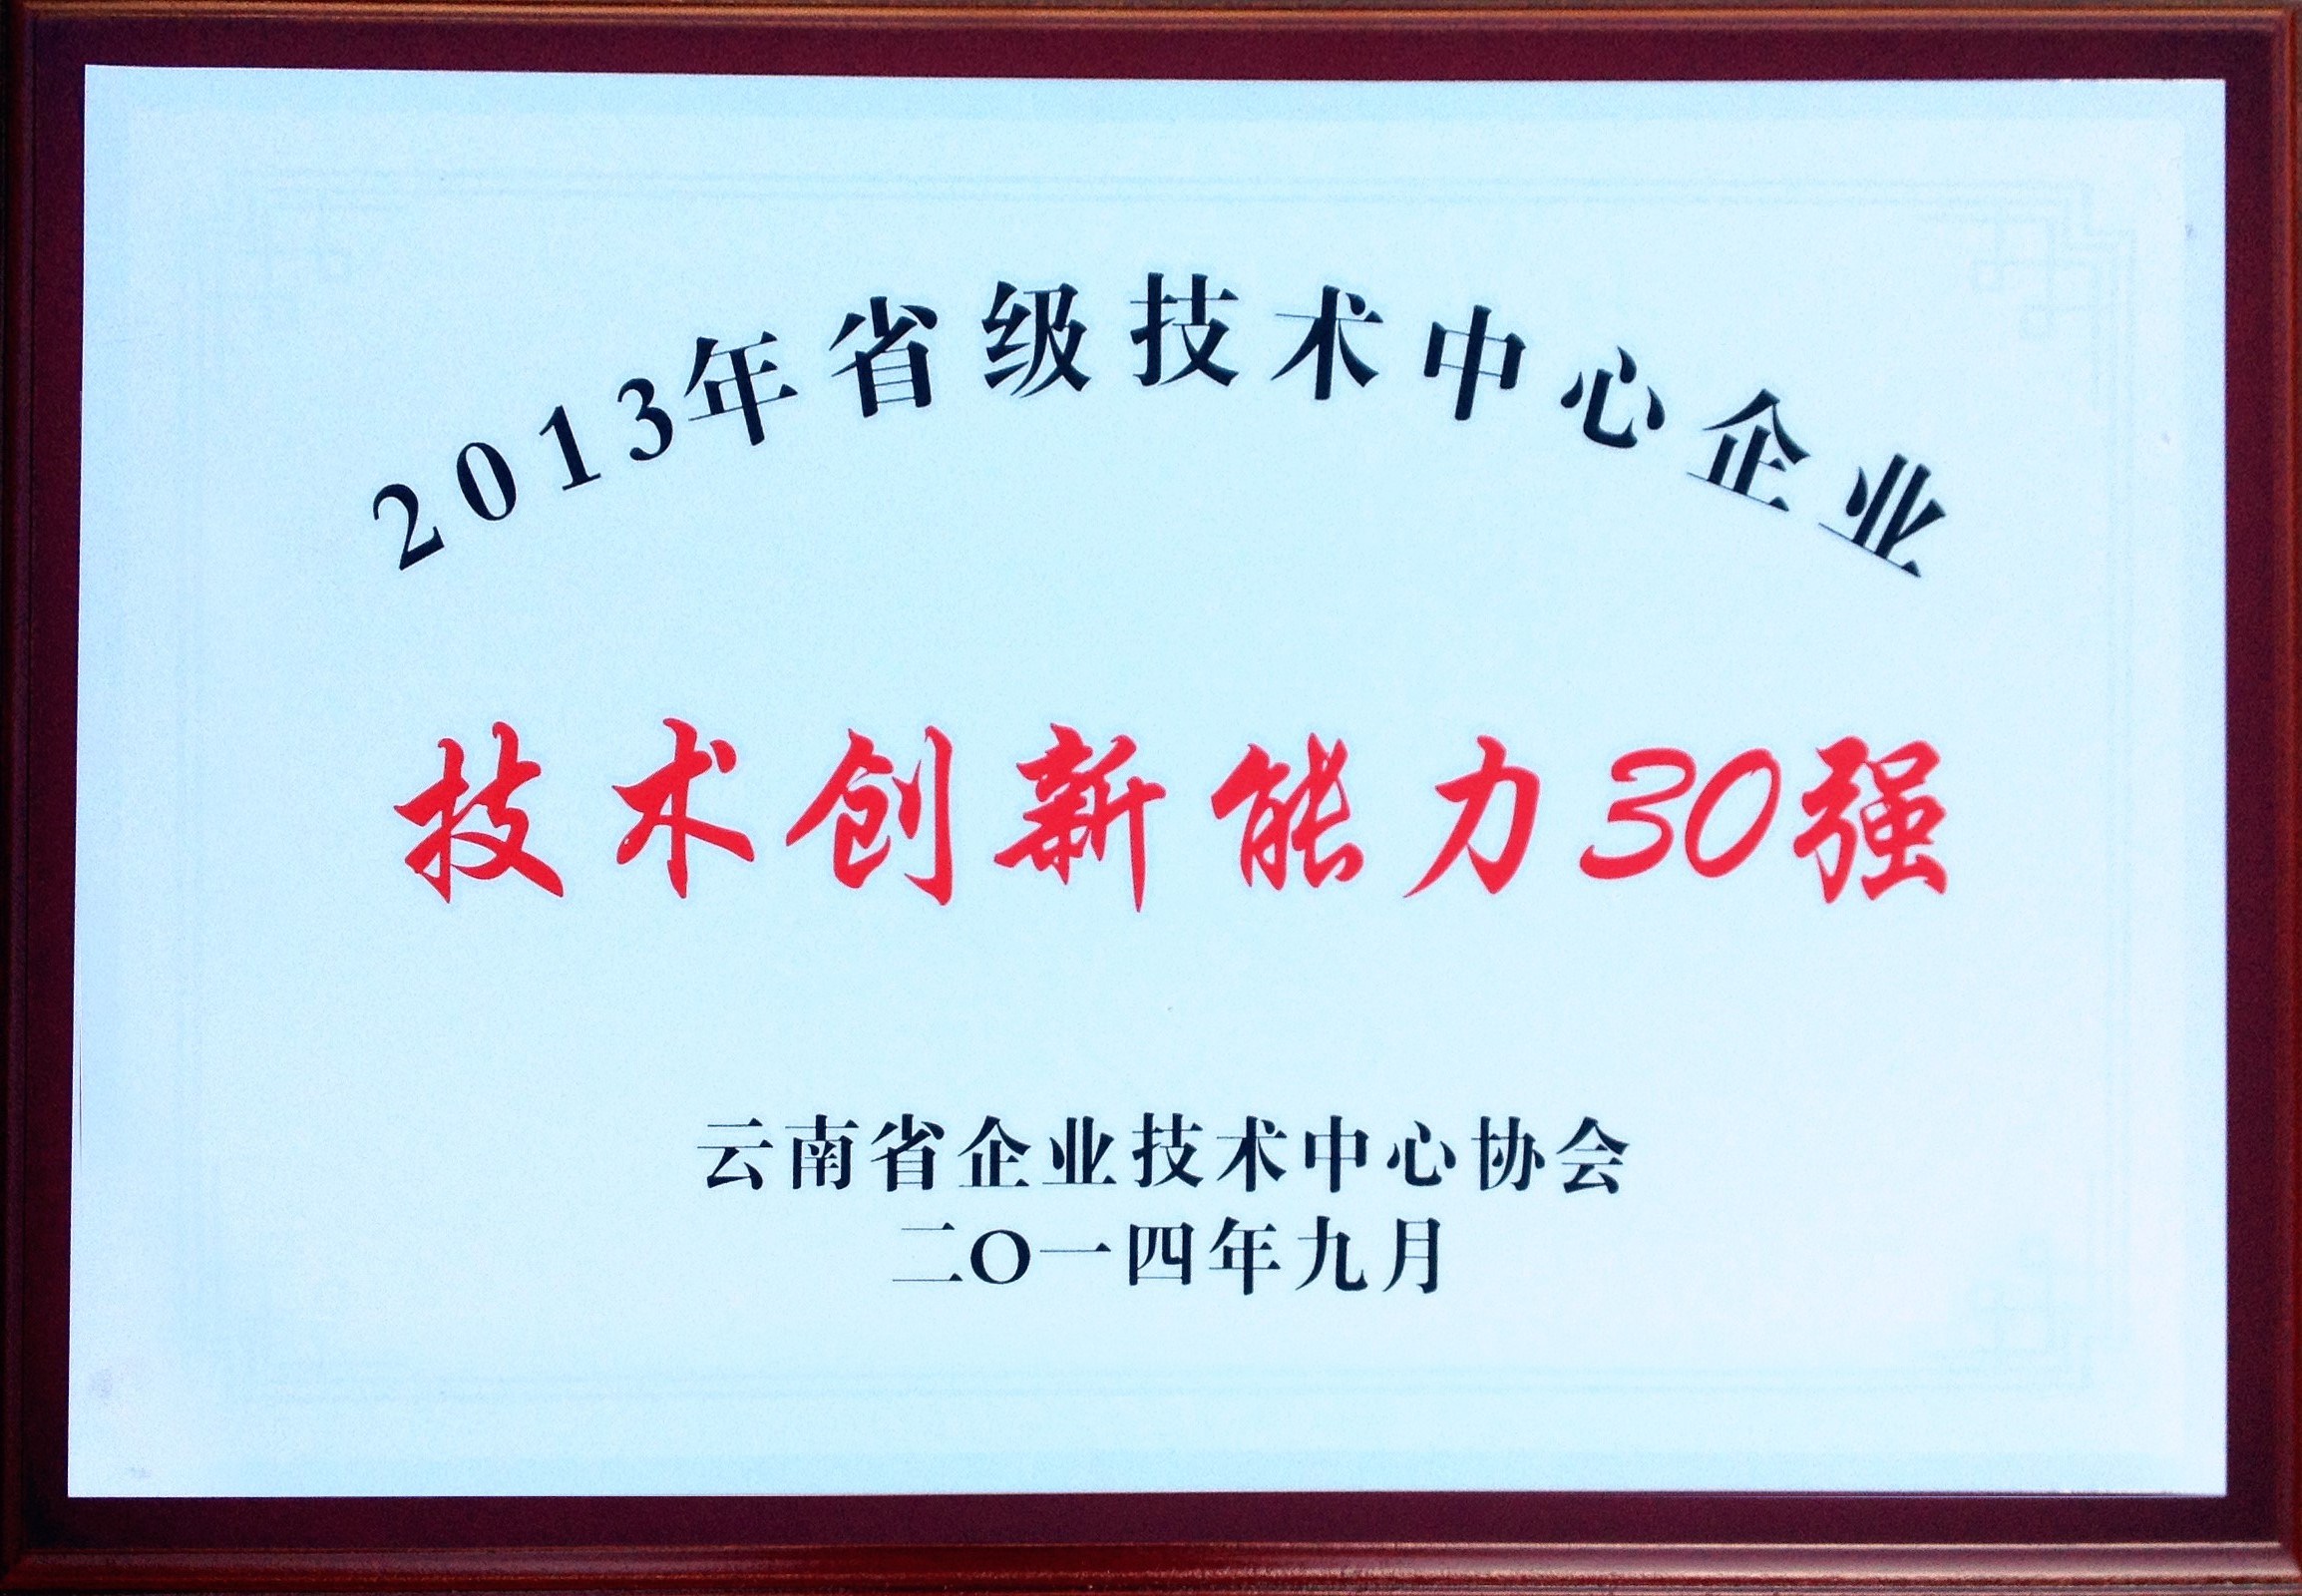 2013年省级技术中心企业
技术创新能力30强
云南省企业技术中心协会
二〇一四年九月